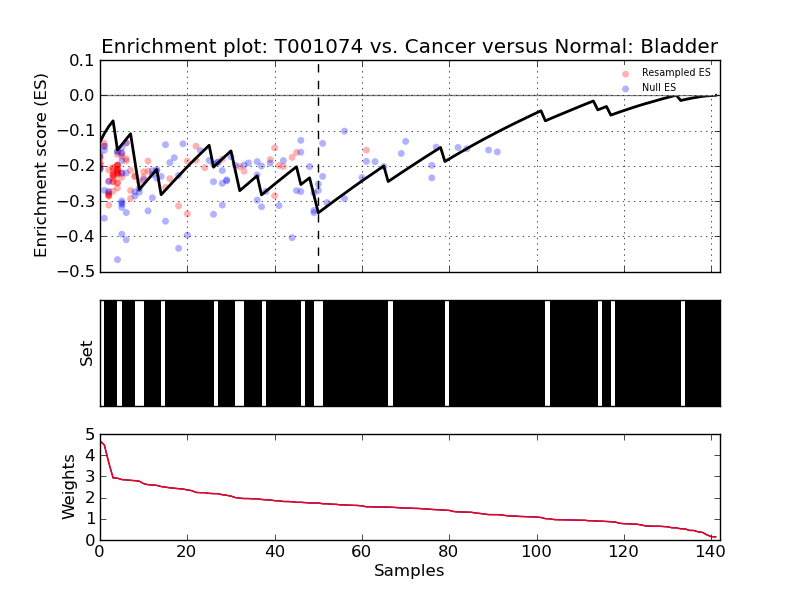 Enrichment plot: T001074 vs. Cancer versus Normal: Bladder
Enrichment score (ES)
0.1
0.0
−0.1
−0.2
−0.3
−0.4
−0.5
Resampled ES
Null ES
Set
Weights
5
4
3
2
1
0
0 20 40 60 80 100 120 140
Samples